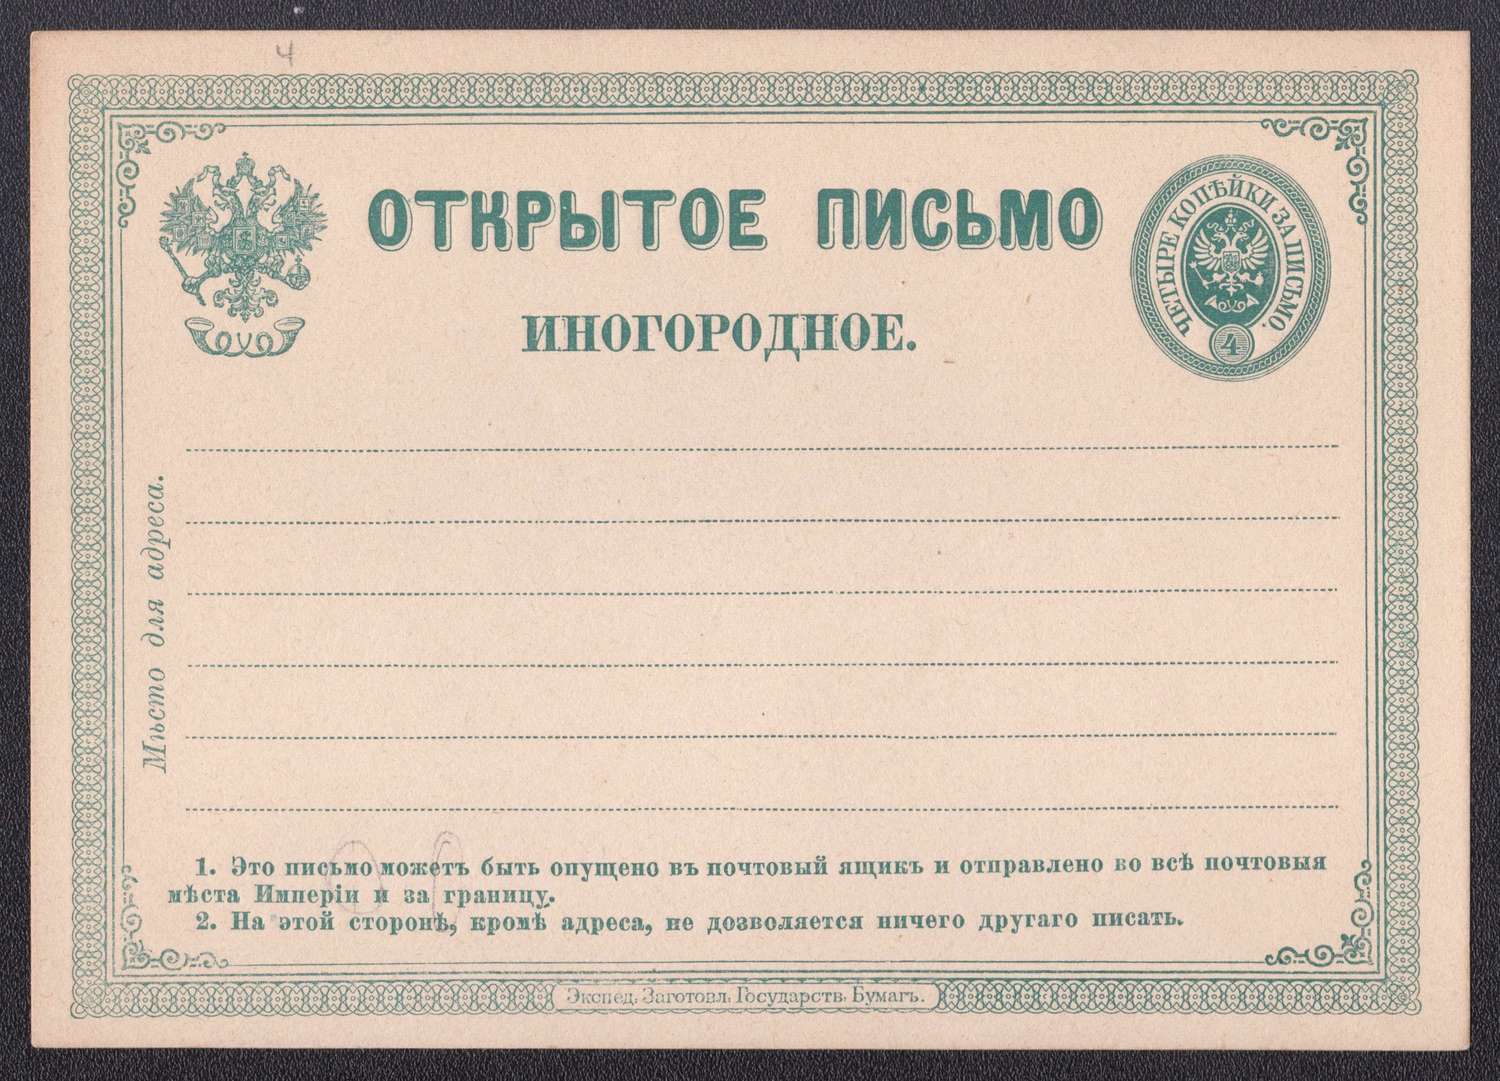 ч
ОТКРЫТОЕ ПИСЬМО
ЧЕТЫРЕ КОПѢЙКИ ЗА ПИСЬМО.
4
ИНОГОРОДНОЕ.
Мѣсто для адреса.
1. Это письмо можетъ быть опущено въ почтовый ящикъ и отправлено во всѣ почтовыя
мѣста Имперіи и за границу.
2. На этой сторонѣ, кромѣ адреса, не дозволяется ничего другаго писать.
Экспед. Заготовл. Государств. Бумагъ.